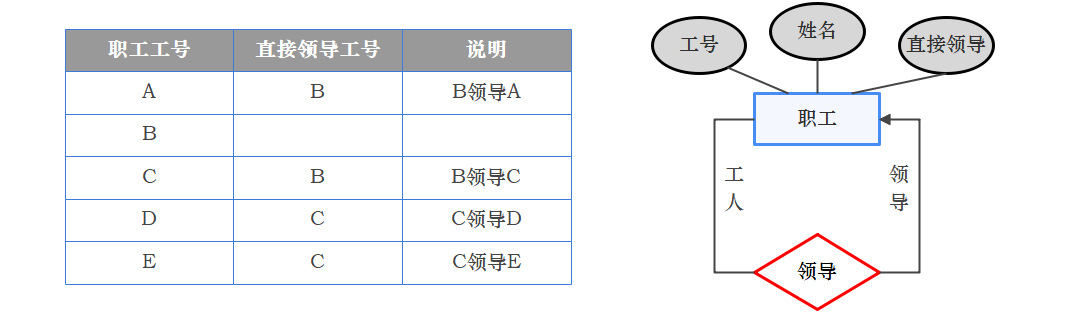 职工工号 直接领导工号 说明
A B B领导A
B
C B B领导C
D C C领导D
E C C领导E
工号
姓名
直接领导
职工
工人
领导
领导